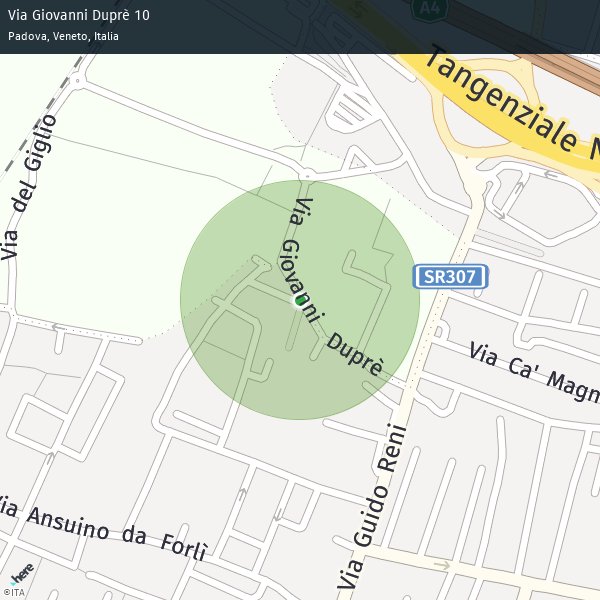 Via Giovanni Duprè 10
Padova, Veneto, Italia
A4
Tangenziale N
Via del Giglio
Via Giovanni Duprè
SR307
Via Ca' Magn
Via Guido Reni
Via Ansuino da Forlì
here
©ITA